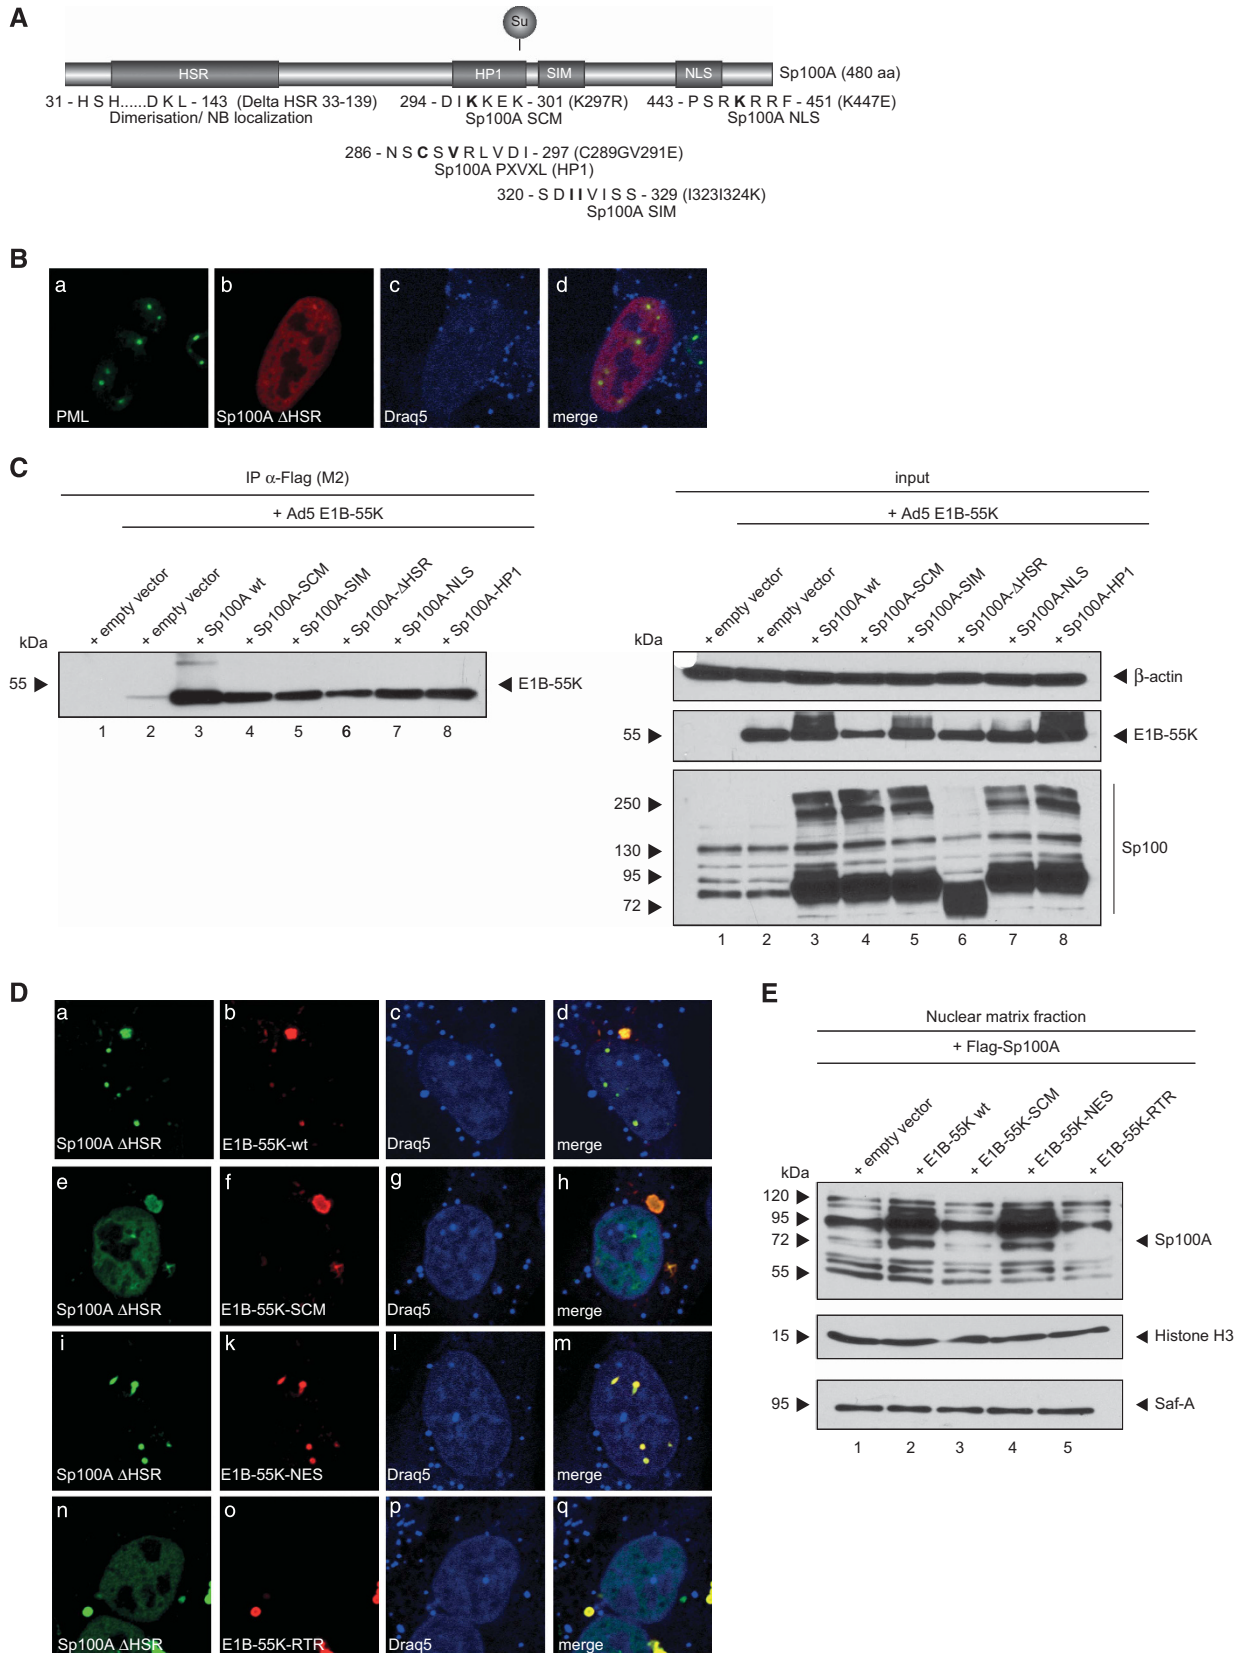 A
Su
HSR
HP1
SIM
NLS
Sp100A (480 aa)
31 - H S H......D K L - 143 (Delta HSR 33-139)
Dimerisation/ NB localization
294 - D I K K E K - 301 (K297R)
Sp100A SCM
443 - P S R K R R F - 451 (K447E)
Sp100A NLS
286 - N S C S V R L V D I - 297 (C289GV291E)
Sp100A PXVXL (HP1)
320 - S D I I V I S S - 329 (I323I324K)
Sp100A SIM
B
a
PML
b
Sp100A ΔHSR
c
Draq5
d
merge
C
IP α-Flag (M2)
+ Ad5 E1B-55K
+ empty vector
+ empty vector
+ Sp100A wt
+ Sp100A-SCM
+ Sp100A-SIM
+ Sp100A-ΔHSR
+ Sp100A-NLS
+ Sp100A-HP1
kDa
55
E1B-55K
1 2 3 4 5 6 7 8
input
+ Ad5 E1B-55K
+ empty vector
+ empty vector
+ Sp100A wt
+ Sp100A-SCM
+ Sp100A-SIM
+ Sp100A-ΔHSR
+ Sp100A-NLS
+ Sp100A-HP1
kDa
β-actin
55
E1B-55K
250
130
95
72
Sp100
1 2 3 4 5 6 7 8
D
a
Sp100A ΔHSR
b
E1B-55K-wt
c
Draq5
d
merge
e
Sp100A ΔHSR
f
E1B-55K-SCM
g
Draq5
h
merge
i
Sp100A ΔHSR
k
E1B-55K-NES
l
Draq5
m
merge
n
Sp100A ΔHSR
o
E1B-55K-RTR
p
Draq5
q
merge
E
Nuclear matrix fraction
+ Flag-Sp100A
+ empty vector
+ E1B-55K wt
+ E1B-55K-SCM
+ E1B-55K-NES
+ E1B-55K-RTR
kDa
120
95
72
55
Sp100A
15
Histone H3
95
Saf-A
1 2 3 4 5